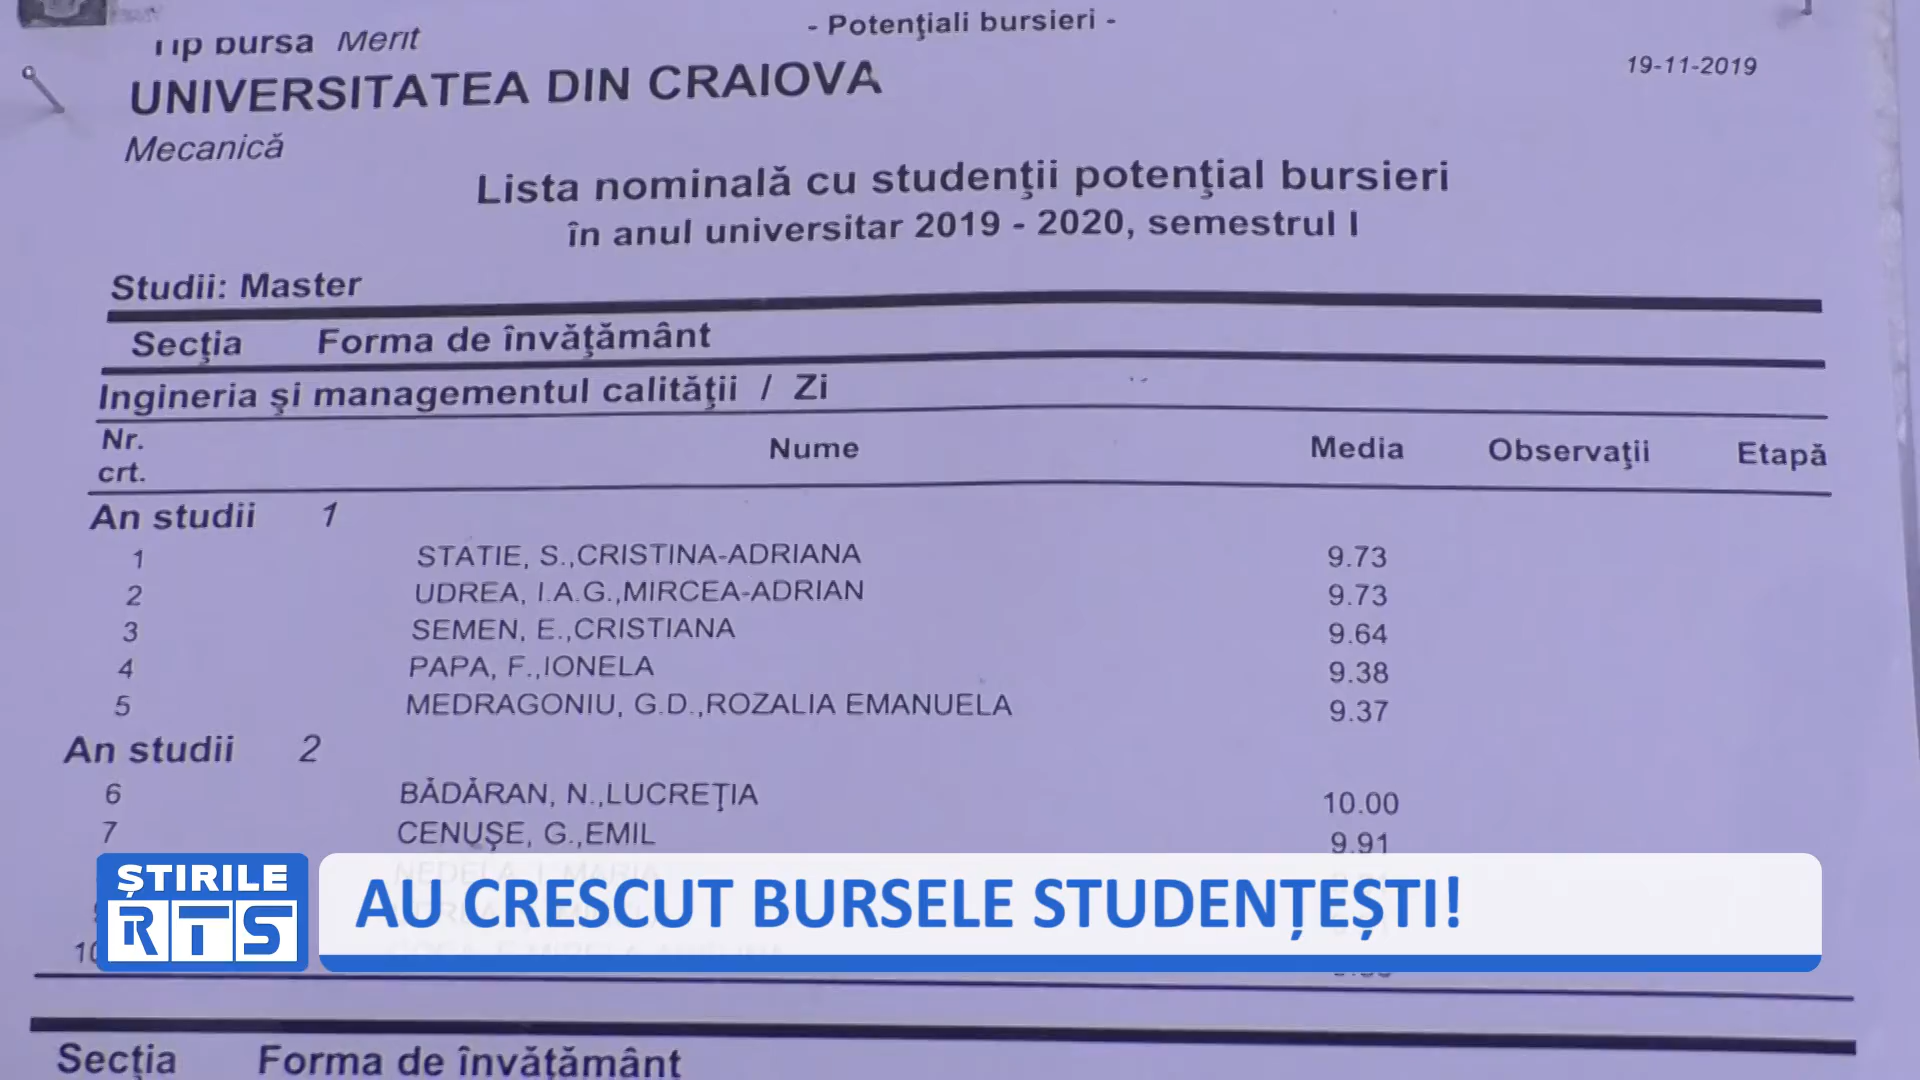 - Potenţiali bursieri -
Tip bursa Merit
19-11-2019
UNIVERSITATEA DIN CRAIOVA
Mecanică
Lista nominală cu studenţii potenţial bursieri
în anul universitar 2019 - 2020, semestrul I
Studii: Master
Secţia Forma de învăţământ
Ingineria şi managementul calităţii / Zi
Nr. crt. Nume Media Observaţii Etapă
An studii 1
1 STATIE, S.,CRISTINA-ADRIANA 9.73
2 UDREA, I.A.G.,MIRCEA-ADRIAN 9.73
3 SEMEN, E.,CRISTIANA 9.64
4 PAPA, F.,IONELA 9.38
5 MEDRAGONIU, G.D.,ROZALIA EMANUELA 9.37
An studii 2
6 BĂDĂRAN, N.,LUCREŢIA 10.00
7 CENUŞE, G.,EMIL 9.91
ȘTIRILE
RTS
AU CRESCUT BURSELE STUDENȚEȘTI!
10
Secţia Forma de învăţământ